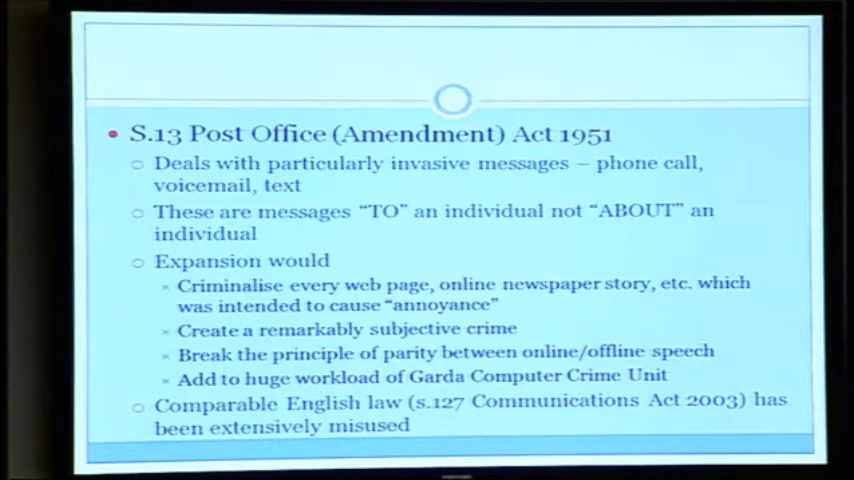 S.13 Post Office (Amendment) Act 1951
Deals with particularly invasive messages – phone call,
voicemail, text
These are messages “TO” an individual not “ABOUT” an
individual
Expansion would
Criminalise every web page, online newspaper story, etc. which
was intended to cause “annoyance”
Create a remarkably subjective crime
Break the principle of parity between online/offline speech
Add to huge workload of Garda Computer Crime Unit
Comparable English law (s.127 Communications Act 2003) has
been extensively misused